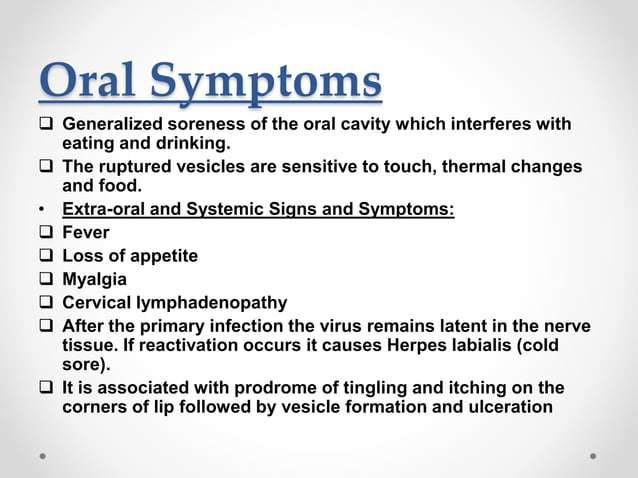 Oral Symptoms
❑ Generalized soreness of the oral cavity which interferes with
eating and drinking.
❑ The ruptured vesicles are sensitive to touch, thermal changes
and food.
• Extra-oral and Systemic Signs and Symptoms:
❑ Fever
❑ Loss of appetite
❑ Myalgia
❑ Cervical lymphadenopathy
❑ After the primary infection the virus remains latent in the nerve
tissue. If reactivation occurs it causes Herpes labialis (cold
sore).
❑ It is associated with prodrome of tingling and itching on the
corners of lip followed by vesicle formation and ulceration